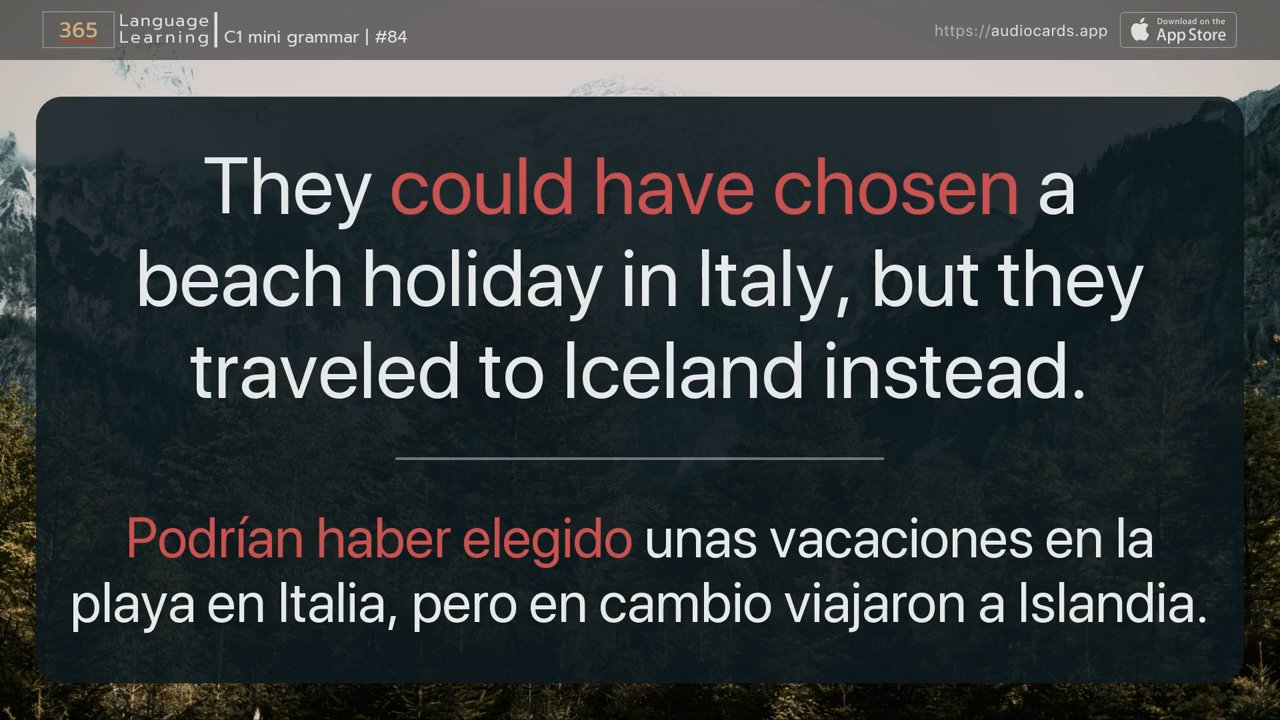 365
Language
Learning
C1 mini grammar | #84
https://audiocards.app
Download on the
App Store
They could have chosen a
beach holiday in Italy, but they
traveled to Iceland instead.
Podrían haber elegido unas vacaciones en la
playa en Italia, pero en cambio viajaron a Islandia.